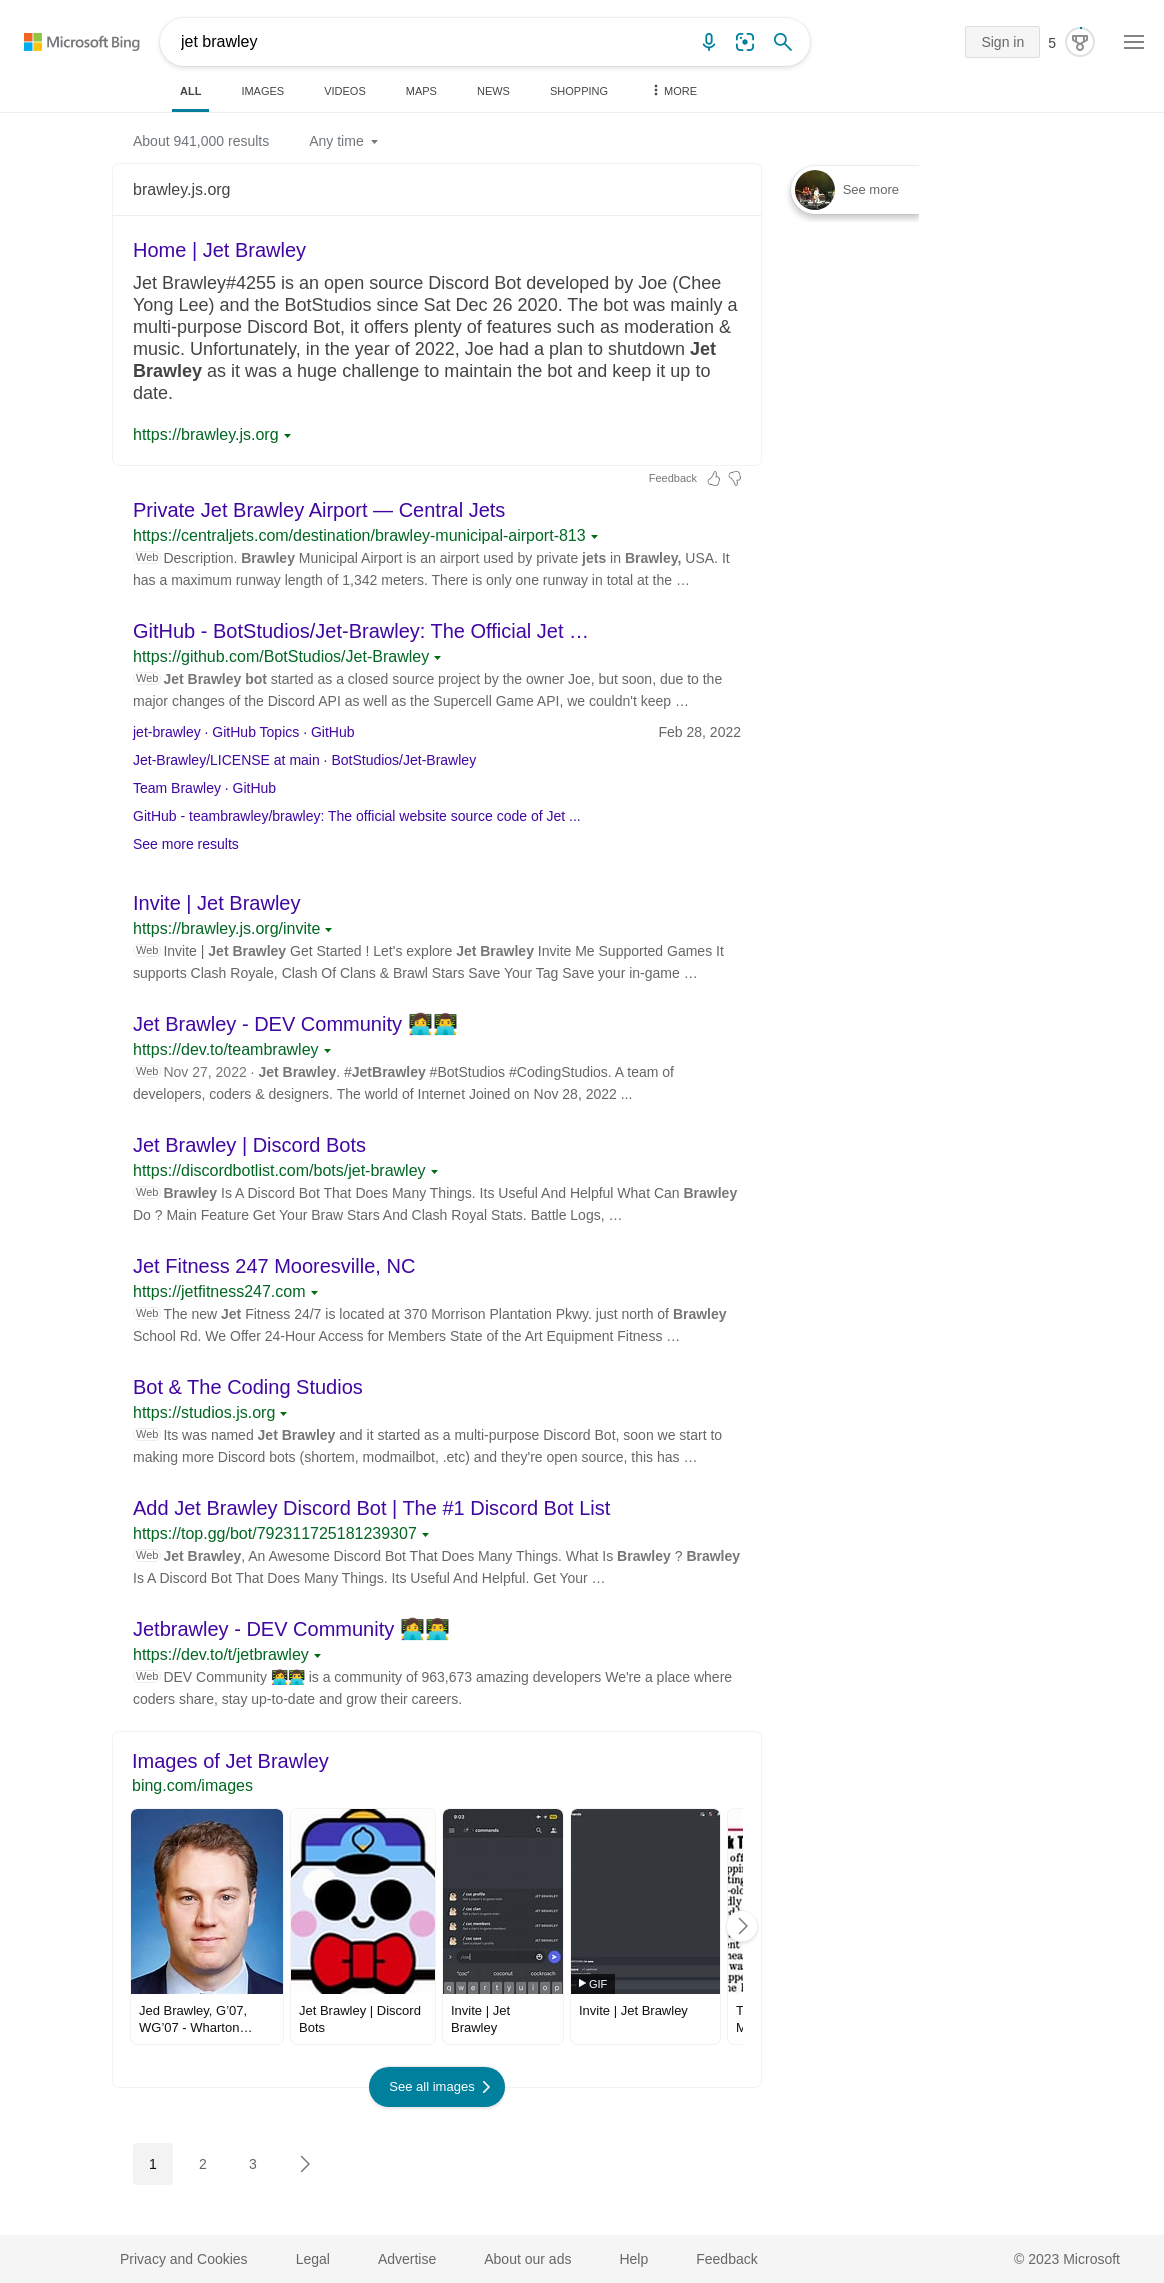 Microsoft Bing
jet brawley
Sign in
5
ALL
IMAGES
VIDEOS
MAPS
NEWS
SHOPPING
MORE
About 941,000 results
Any time
brawley.js.org
See more
Home | Jet Brawley
Jet Brawley#4255 is an open source Discord Bot developed by Joe (Chee
Yong Lee) and the BotStudios since Sat Dec 26 2020. The bot was mainly a
multi-purpose Discord Bot, it offers plenty of features such as moderation &
music. Unfortunately, in the year of 2022, Joe had a plan to shutdown Jet
Brawley as it was a huge challenge to maintain the bot and keep it up to
date.
https://brawley.js.org
Feedback
Private Jet Brawley Airport — Central Jets
https://centraljets.com/destination/brawley-municipal-airport-813
Web Description. Brawley Municipal Airport is an airport used by private jets in Brawley, USA. It
has a maximum runway length of 1,342 meters. There is only one runway in total at the …
GitHub - BotStudios/Jet-Brawley: The Official Jet …
https://github.com/BotStudios/Jet-Brawley
Web Jet Brawley bot started as a closed source project by the owner Joe, but soon, due to the
major changes of the Discord API as well as the Supercell Game API, we couldn't keep …
jet-brawley · GitHub Topics · GitHub
Feb 28, 2022
Jet-Brawley/LICENSE at main · BotStudios/Jet-Brawley
Team Brawley · GitHub
GitHub - teambrawley/brawley: The official website source code of Jet ...
See more results
Invite | Jet Brawley
https://brawley.js.org/invite
Web Invite | Jet Brawley Get Started ! Let's explore Jet Brawley Invite Me Supported Games It
supports Clash Royale, Clash Of Clans & Brawl Stars Save Your Tag Save your in-game …
Jet Brawley - DEV Community 👩‍💻👨‍💻
https://dev.to/teambrawley
Web Nov 27, 2022 · Jet Brawley. #JetBrawley #BotStudios #CodingStudios. A team of
developers, coders & designers. The world of Internet Joined on Nov 28, 2022 ...
Jet Brawley | Discord Bots
https://discordbotlist.com/bots/jet-brawley
Web Brawley Is A Discord Bot That Does Many Things. Its Useful And Helpful What Can Brawley
Do ? Main Feature Get Your Braw Stars And Clash Royal Stats. Battle Logs, …
Jet Fitness 247 Mooresville, NC
https://jetfitness247.com
Web The new Jet Fitness 24/7 is located at 370 Morrison Plantation Pkwy. just north of Brawley
School Rd. We Offer 24-Hour Access for Members State of the Art Equipment Fitness …
Bot & The Coding Studios
https://studios.js.org
Web Its was named Jet Brawley and it started as a multi-purpose Discord Bot, soon we start to
making more Discord bots (shortem, modmailbot, .etc) and they're open source, this has …
Add Jet Brawley Discord Bot | The #1 Discord Bot List
https://top.gg/bot/792311725181239307
Web Jet Brawley, An Awesome Discord Bot That Does Many Things. What Is Brawley ? Brawley
Is A Discord Bot That Does Many Things. Its Useful And Helpful. Get Your …
Jetbrawley - DEV Community 👩‍💻👨‍💻
https://dev.to/t/jetbrawley
Web DEV Community 👩‍💻👨‍💻 is a community of 963,673 amazing developers We're a place where
coders share, stay up-to-date and grow their careers.
Images of Jet Brawley
bing.com/images
9:03
commands
/ coc profile
/ coc clan
/ coc members
/ coc save
JET BRAWLEY
JET BRAWLEY
JET BRAWLEY
JET BRAWLEY
"coc"
coconut
cockroach
q w e r t y u i o p
GIF
Jed Brawley, G'07,
WG'07 - Wharton…
Jet Brawley | Discord
Bots
Invite | Jet
Brawley
Invite | Jet Brawley
See all images
1
2
3
Privacy and Cookies
Legal
Advertise
About our ads
Help
Feedback
© 2023 Microsoft